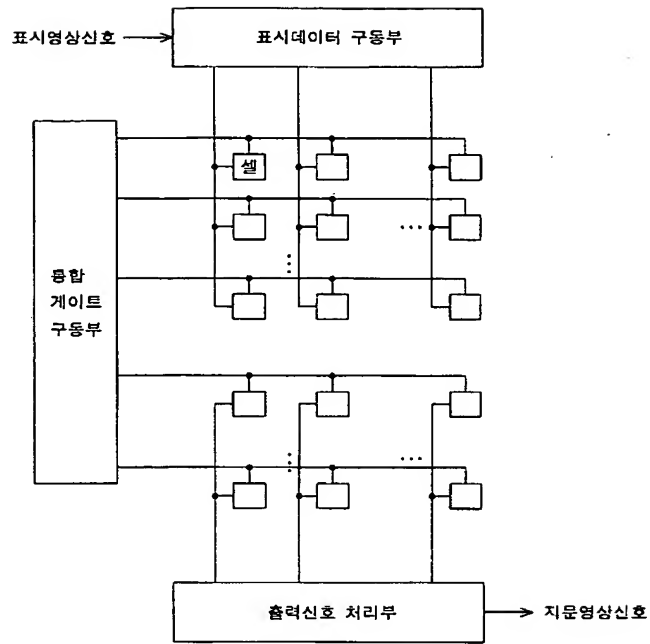 표시영상신호
표시데이터 구동부
셀
통합
게이트
구동부
출력신호 처리부
지문영상신호